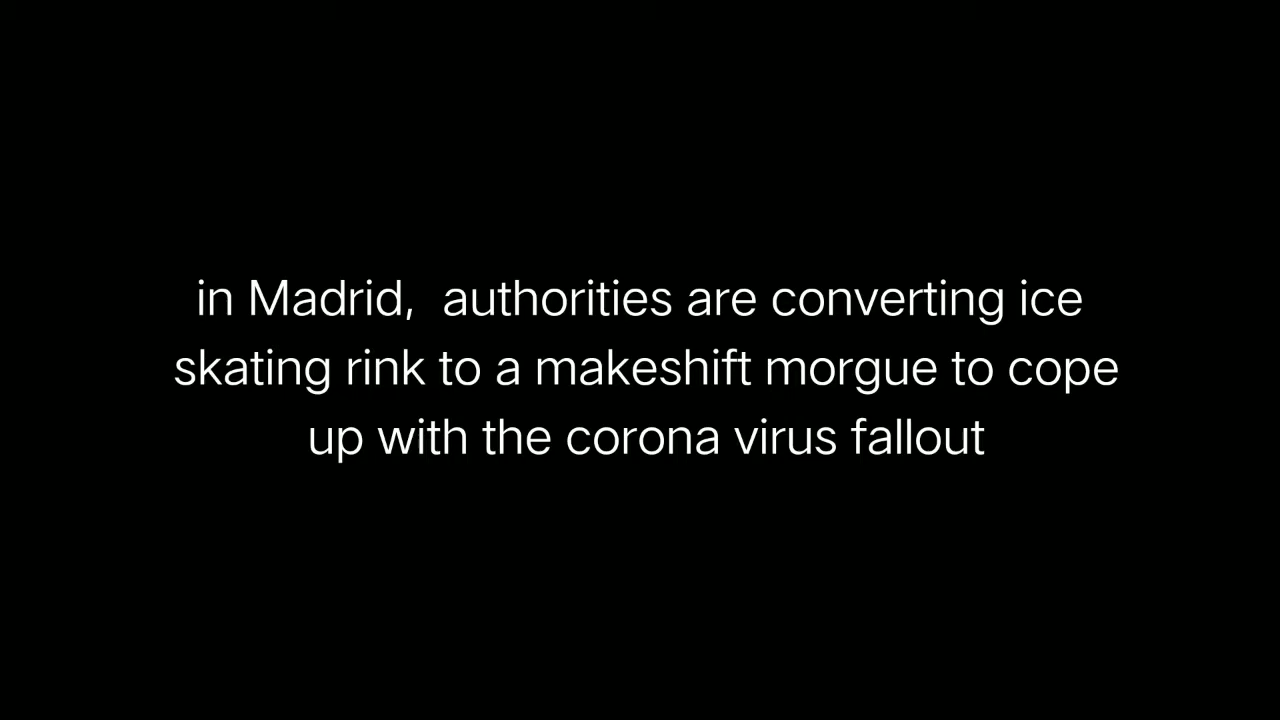 in Madrid,  authorities are converting ice
skating rink to a makeshift morgue to cope
up with the corona virus fallout